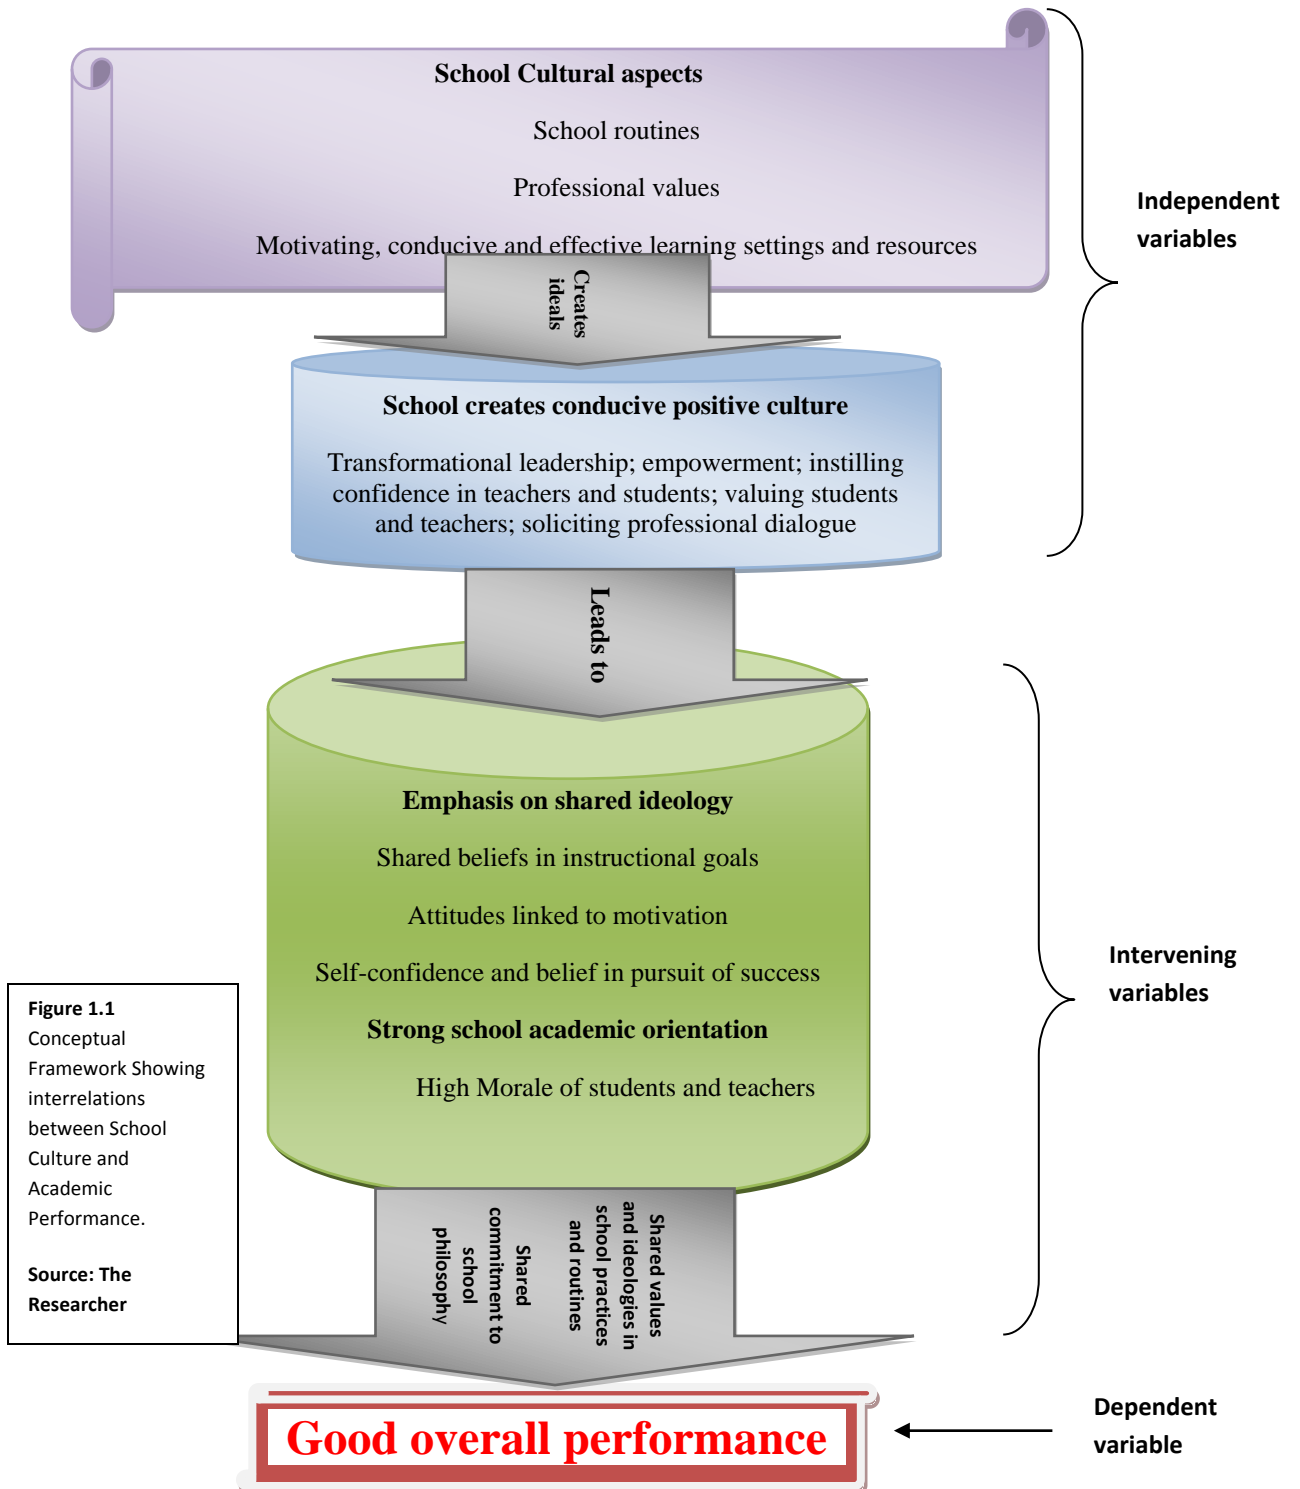 School Cultural aspects
School routines
Professional values
Motivating, conducive and effective learning settings and resources
Independent
variables
Creates
ideals
School creates conducive positive culture
Transformational leadership; empowerment; instilling
confidence in teachers and students; valuing students
and teachers; soliciting professional dialogue
Leads to
Emphasis on shared ideology
Shared beliefs in instructional goals
Attitudes linked to motivation
Self-confidence and belief in pursuit of success
Strong school academic orientation
High Morale of students and teachers
Intervening
variables
Figure 1.1
Conceptual
Framework Showing
interrelations
between School
Culture and
Academic
Performance.
Source: The
Researcher
Shared values
and ideologies in
school practices
and routines
Shared
commitment to
school
philosophy
Good overall performance
Dependent
variable